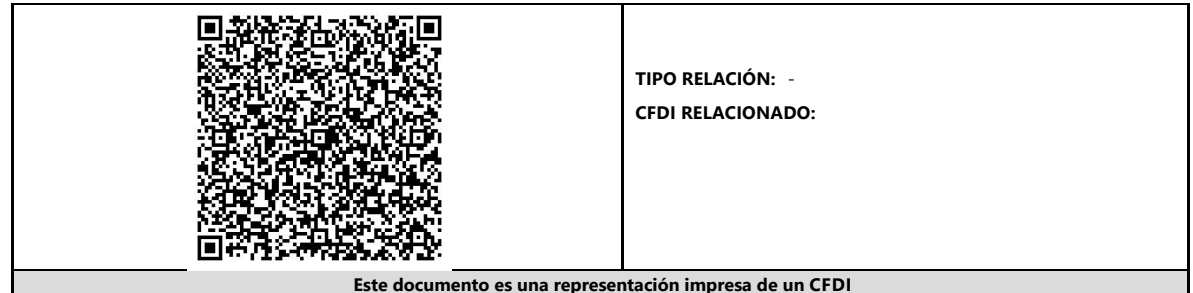 TIPO RELACIÓN: -
CFDI RELACIONADO:
Este documento es una representación impresa de un CFDI